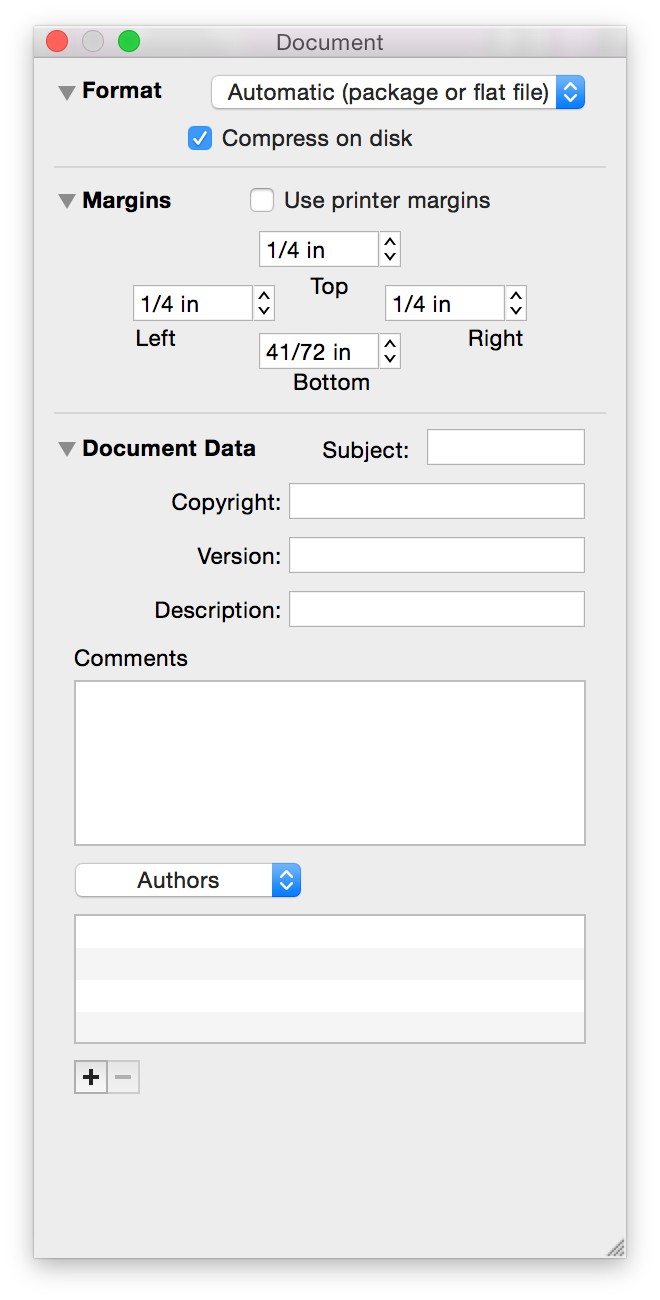 Document
Format Automatic (package or flat file)
Compress on disk
Margins Use printer margins
1/4 in
Top
1/4 in 1/4 in
Left Right
41/72 in
Bottom
Document Data Subject:
Copyright:
Version:
Description:
Comments
Authors